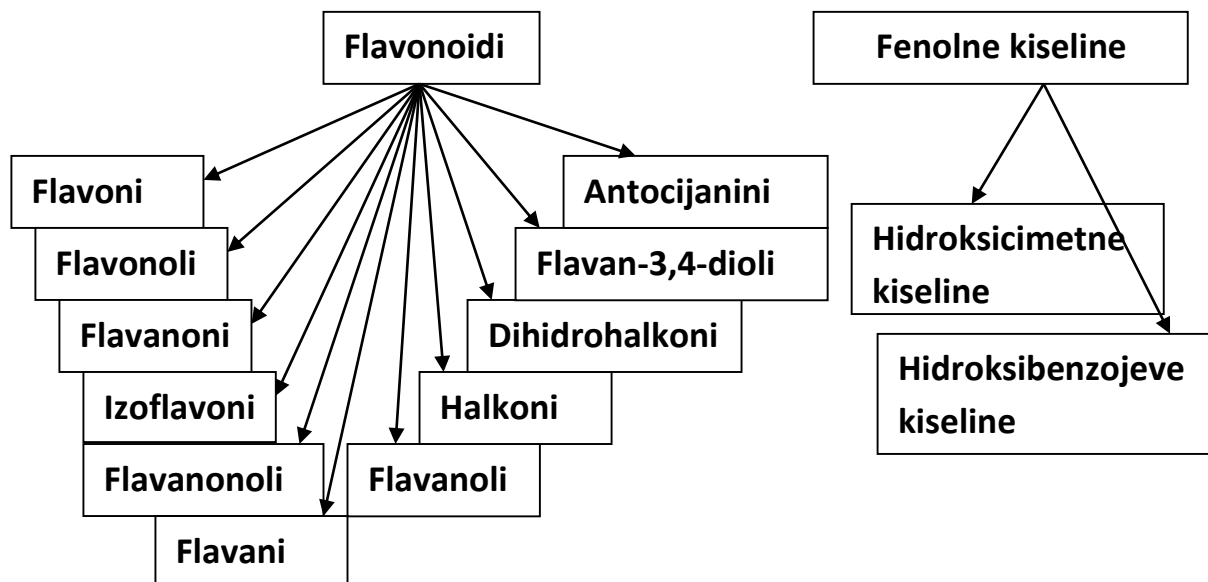 Flavonoidi
Fenolne kiseline
Flavoni
Antocijanini
Flavonoli
Flavan-3,4-dioli
Hidroksicimetne
kiseline
Flavanoni
Dihidrohalkoni
Hidroksibenzojeve
kiseline
Izoflavoni
Halkoni
Flavanonoli
Flavanoli
Flavani